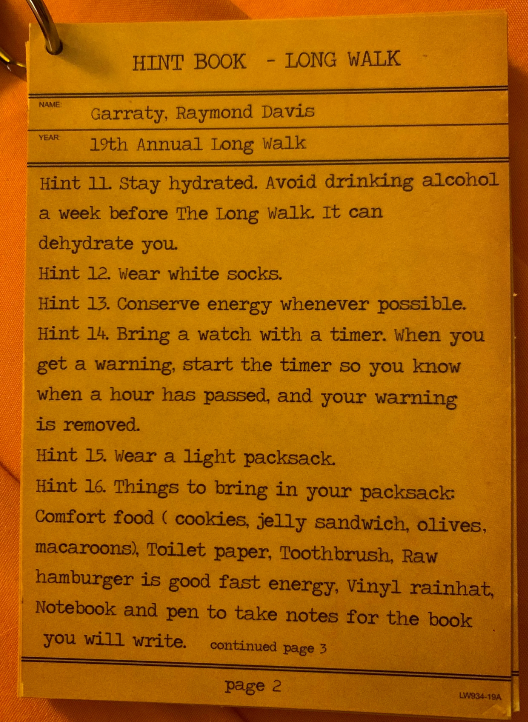 HINT BOOK - LONG WALK
NAME: Garraty, Raymond Davis
YEAR: 19th Annual Long Walk
Hint 11. Stay hydrated. Avoid drinking alcohol
a week before The Long Walk. It can
dehydrate you.
Hint 12. Wear white socks.
Hint 13. Conserve energy whenever possible.
Hint 14. Bring a watch with a timer. When you
get a warning, start the timer so you know
when a hour has passed, and your warning
is removed.
Hint 15. Wear a light packsack.
Hint 16. Things to bring in your packsack:
Comfort food ( cookies, jelly sandwich, olives,
macaroons), Toilet paper, Toothbrush, Raw
hamburger is good fast energy, Vinyl rainhat,
Notebook and pen to take notes for the book
you will write. continued page 3
page 2
LW934-19A